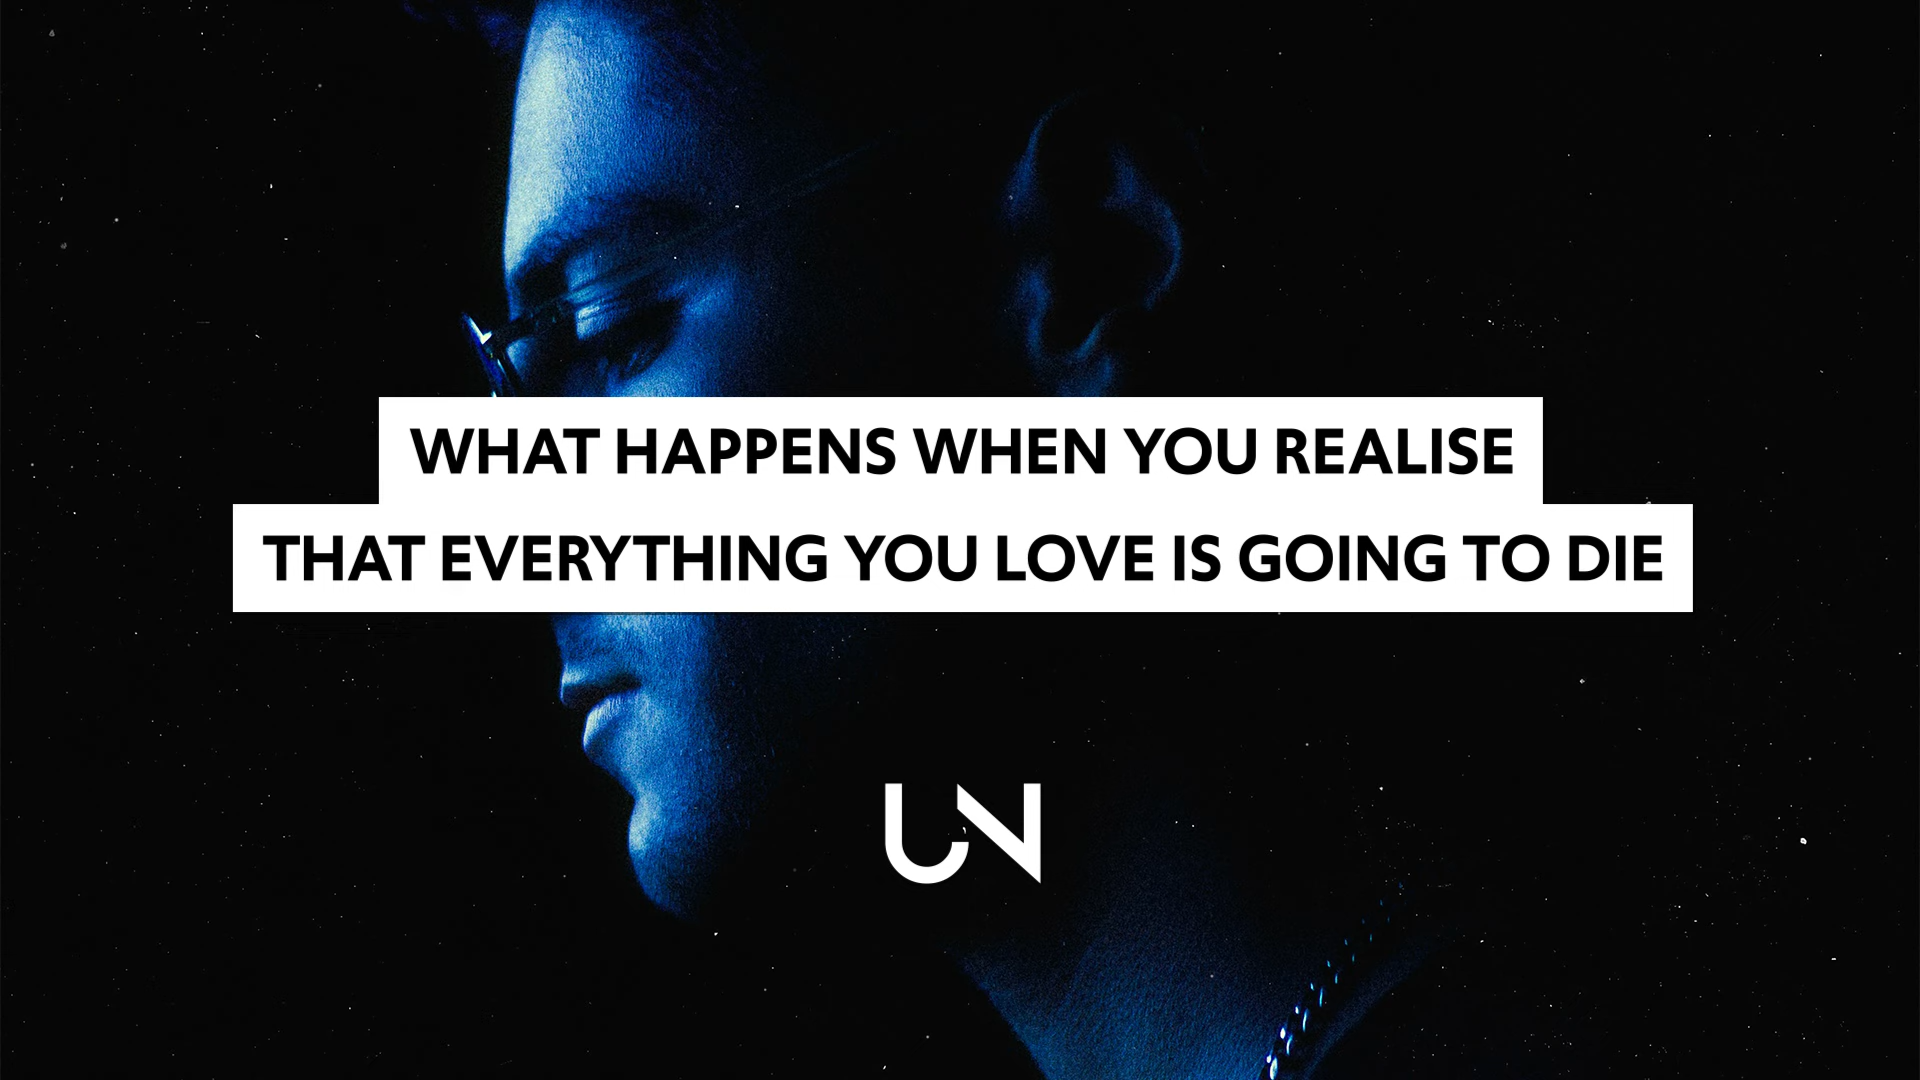 WHAT HAPPENS WHEN YOU REALISE
THAT EVERYTHING YOU LOVE IS GOING TO DIE
UN